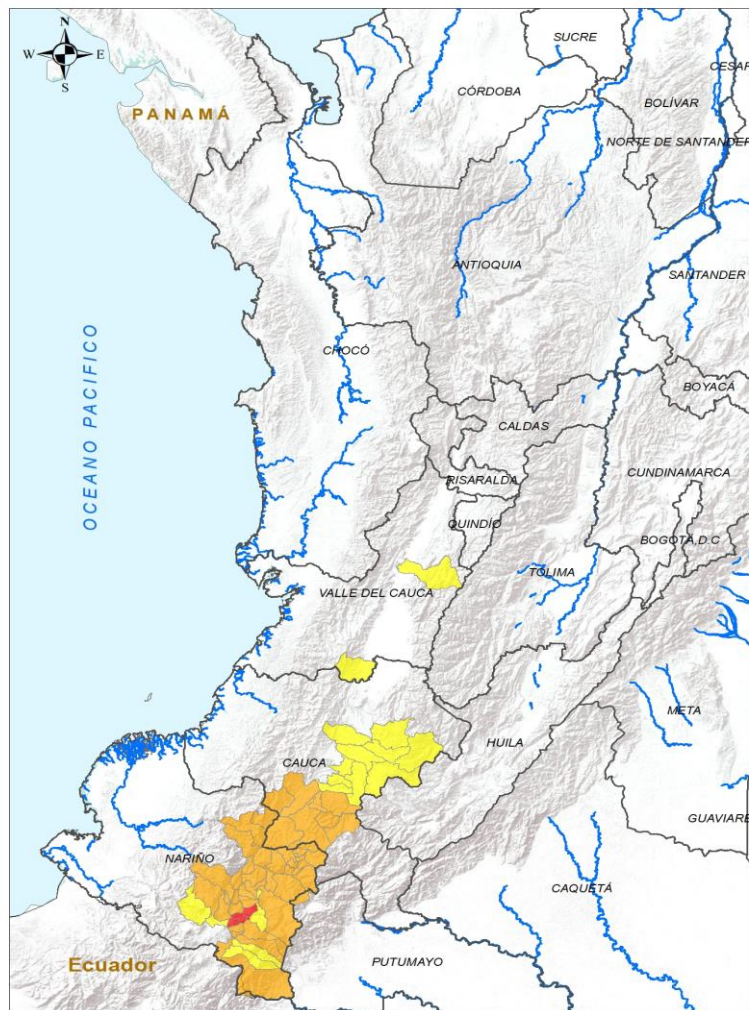 N
W E
S
SUCRE
CESAR
CÓRDOBA
BOLÍVAR
PANAMÁ
NORTE DE SANTANDER
ANTIOQUIA
SANTANDER
OCEANO PACIFICO
CHOCÓ
BOYACÁ
CALDAS
CUNDINAMARCA
RISARALDA
QUINDÍO
BOGOTÁ, D.C
TOLIMA
VALLE DEL CAUCA
META
HUILA
CAUCA
GUAVIARE
NARIÑO
CAQUETÁ
Ecuador
PUTUMAYO